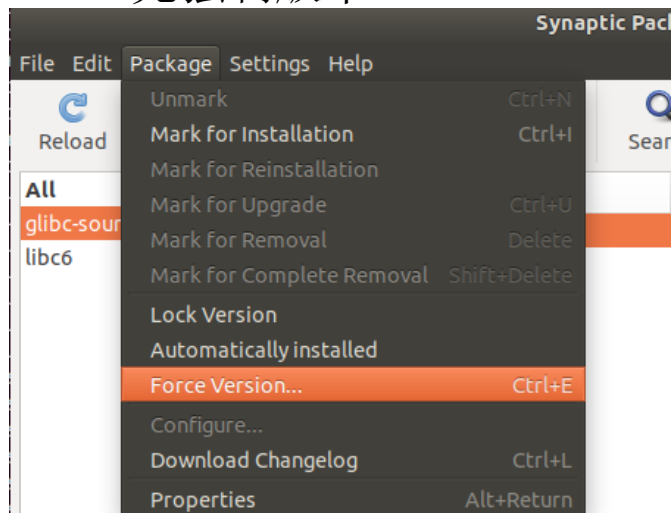 Synaptic Pac
File Edit Package Settings Help
Reload
Sear
Unmark Ctrl+N
Mark for Installation Ctrl+I
Mark for Reinstallation
Mark for Upgrade Ctrl+U
Mark for Removal Delete
Mark for Complete Removal Shift+Delete
Lock Version
Automatically installed
Force Version... Ctrl+E
Configure...
Download Changelog Ctrl+L
Properties Alt+Return
All
glibc-sour
libc6